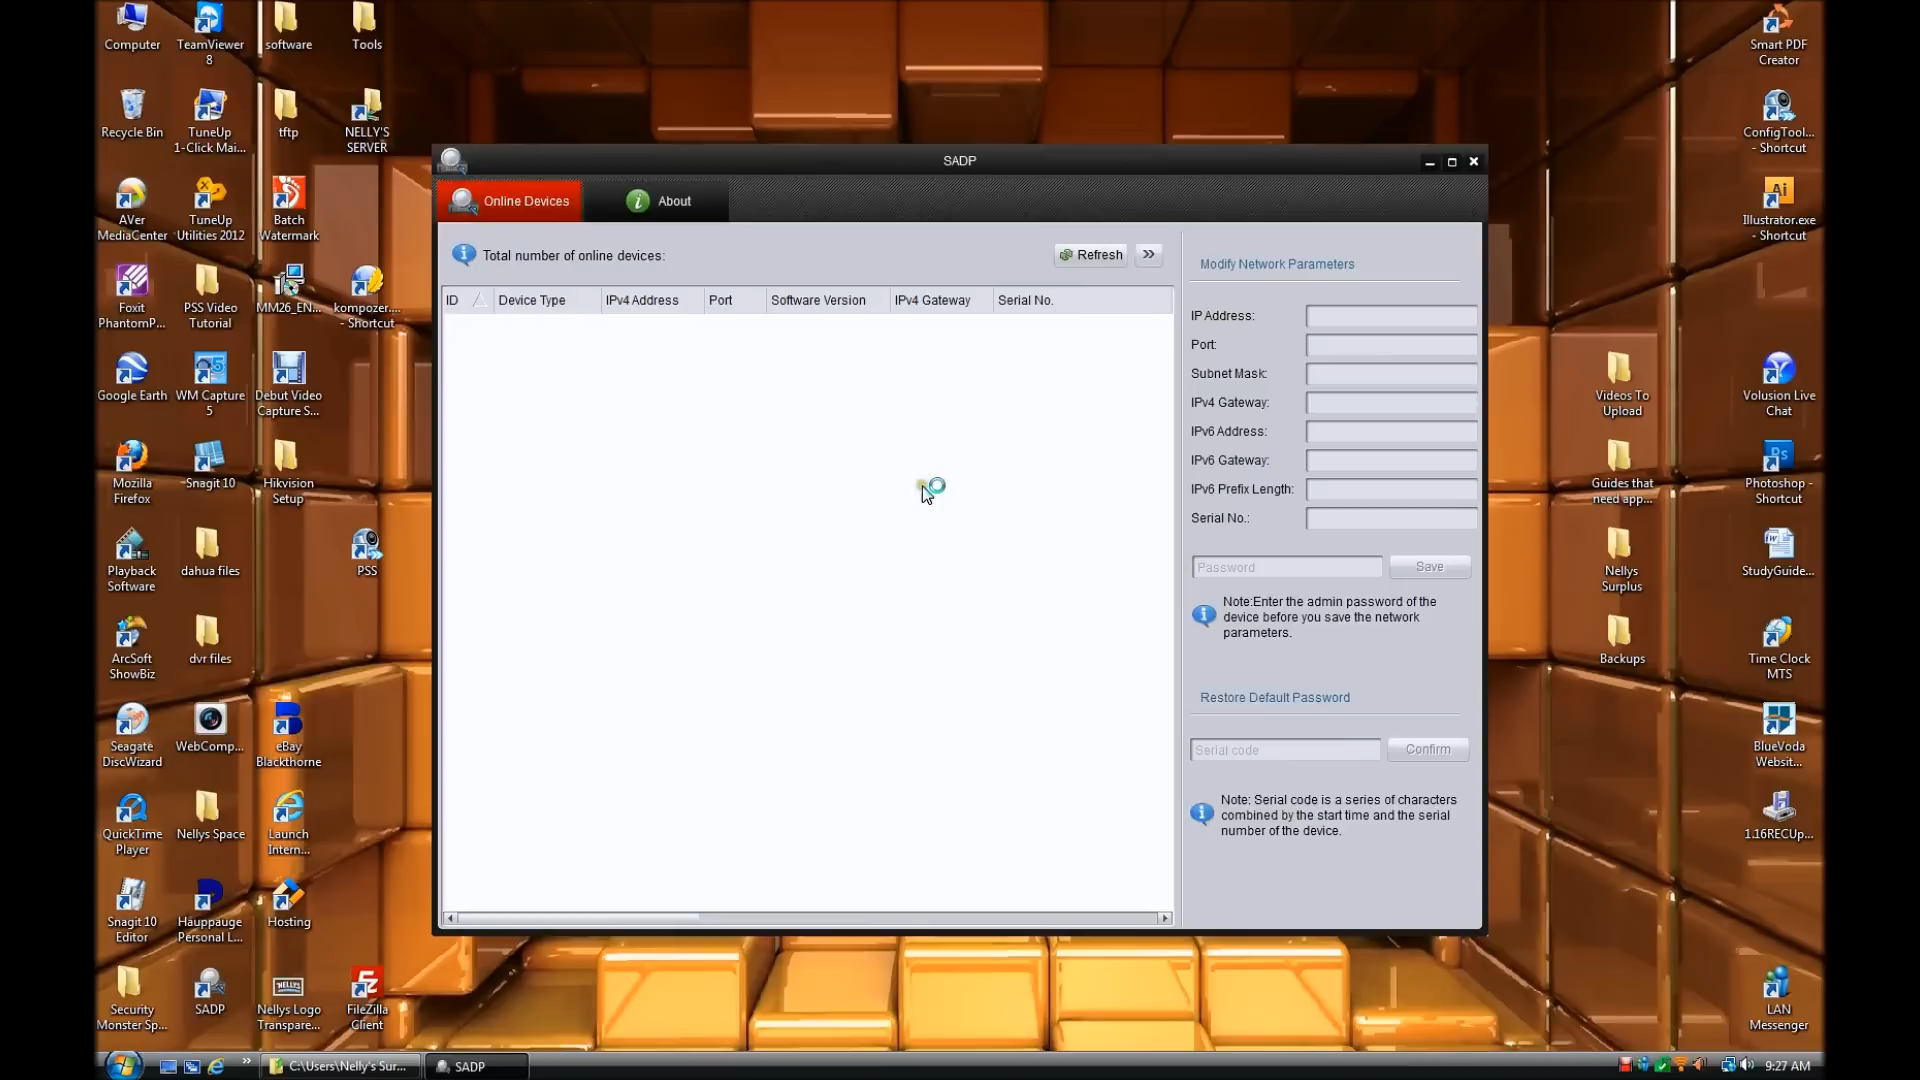 Computer
TeamViewer
8
software
Tools
Recycle Bin
TuneUp
1-Click Mai...
tftp
NELLY'S
SERVER
AVer
MediaCenter
TuneUp
Utilities 2012
Batch
Watermark
Foxit
PhantomP...
PSS Video
Tutorial
MM26_EN...
kompozer....
- Shortcut
Google Earth
WM Capture
5
Debut Video
Capture S...
Mozilla
Firefox
Snagit 10
Hikvision
Setup
Playback
Software
dahua files
PSS
ArcSoft
ShowBiz
dvr files
Seagate
DiscWizard
WebComp...
eBay
Blackthorne
QuickTime
Player
Nellys Space
Launch
Intern...
Snagit 10
Editor
Hauppauge
Personal L...
Hosting
Security
Monster Sp...
SADP
Nellys Logo
Transpare...
FileZilla
Client
SADP
Online Devices
About
Total number of online devices:
Refresh
»
ID
Device Type
IPv4 Address
Port
Software Version
IPv4 Gateway
Serial No.
Modify Network Parameters
IP Address:
Port:
Subnet Mask:
IPv4 Gateway:
IPv6 Address:
IPv6 Gateway:
IPv6 Prefix Length:
Serial No.:
Password
Save
Note:Enter the admin password of the
device before you save the network
parameters.
Restore Default Password
Serial code
Confirm
Note: Serial code is a series of characters
combined by the start time and the serial
number of the device.
Smart PDF
Creator
ConfigTool...
- Shortcut
Ai
Illustrator.exe
- Shortcut
Videos To
Upload
Volusion Live
Chat
Guides that
need app...
Ps
Photoshop -
Shortcut
Nellys
Surplus
StudyGuide...
Backups
Time Clock
MTS
BlueVoda
Websit...
1.16RECUp...
LAN
Messenger
»
C:\Users\Nelly's Sur...
SADP
9:27 AM